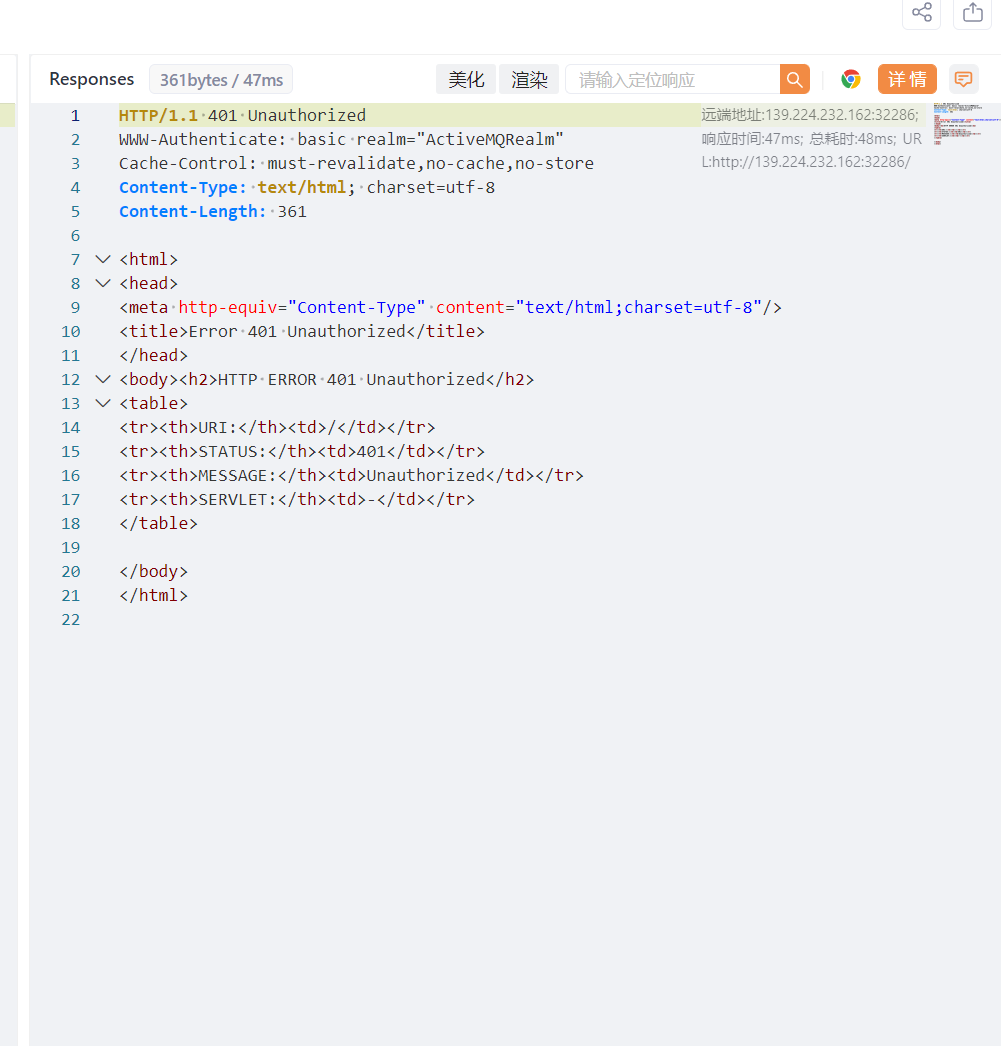 Responses 361bytes / 47ms 美化 渲染 请输入定位响应 详情
1 HTTP/1.1 401 Unauthorized
2 WWW-Authenticate: basic realm="ActiveMQRealm"
3 Cache-Control: must-revalidate,no-cache,no-store
4 Content-Type: text/html; charset=utf-8
5 Content-Length: 361
6
7 <html>
8 <head>
9 <meta http-equiv="Content-Type" content="text/html;charset=utf-8"/>
10 <title>Error 401 Unauthorized</title>
11 </head>
12 <body><h2>HTTP ERROR 401 Unauthorized</h2>
13 <table>
14 <tr><th>URI:</th><td>/</td></tr>
15 <tr><th>STATUS:</th><td>401</td></tr>
16 <tr><th>MESSAGE:</th><td>Unauthorized</td></tr>
17 <tr><th>SERVLET:</th><td>-</td></tr>
18 </table>
19
20 </body>
21 </html>
22
远端地址:139.224.232.162:32286;
响应时间:47ms; 总耗时:48ms; UR
L:http://139.224.232.162:32286/